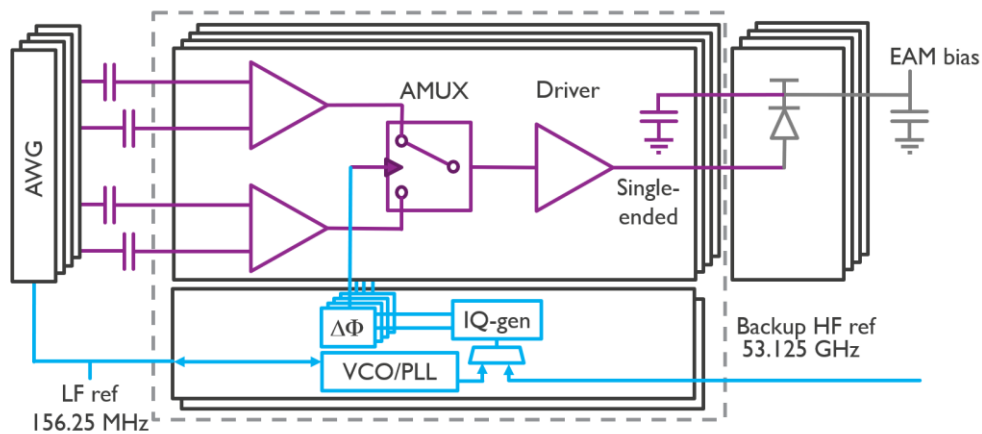 EAM bias
AMUX
Driver
AWG
Single-
ended
ΔΦ
IQ-gen
VCO/PLL
Backup HF ref
53.125 GHz
LF ref
156.25 MHz